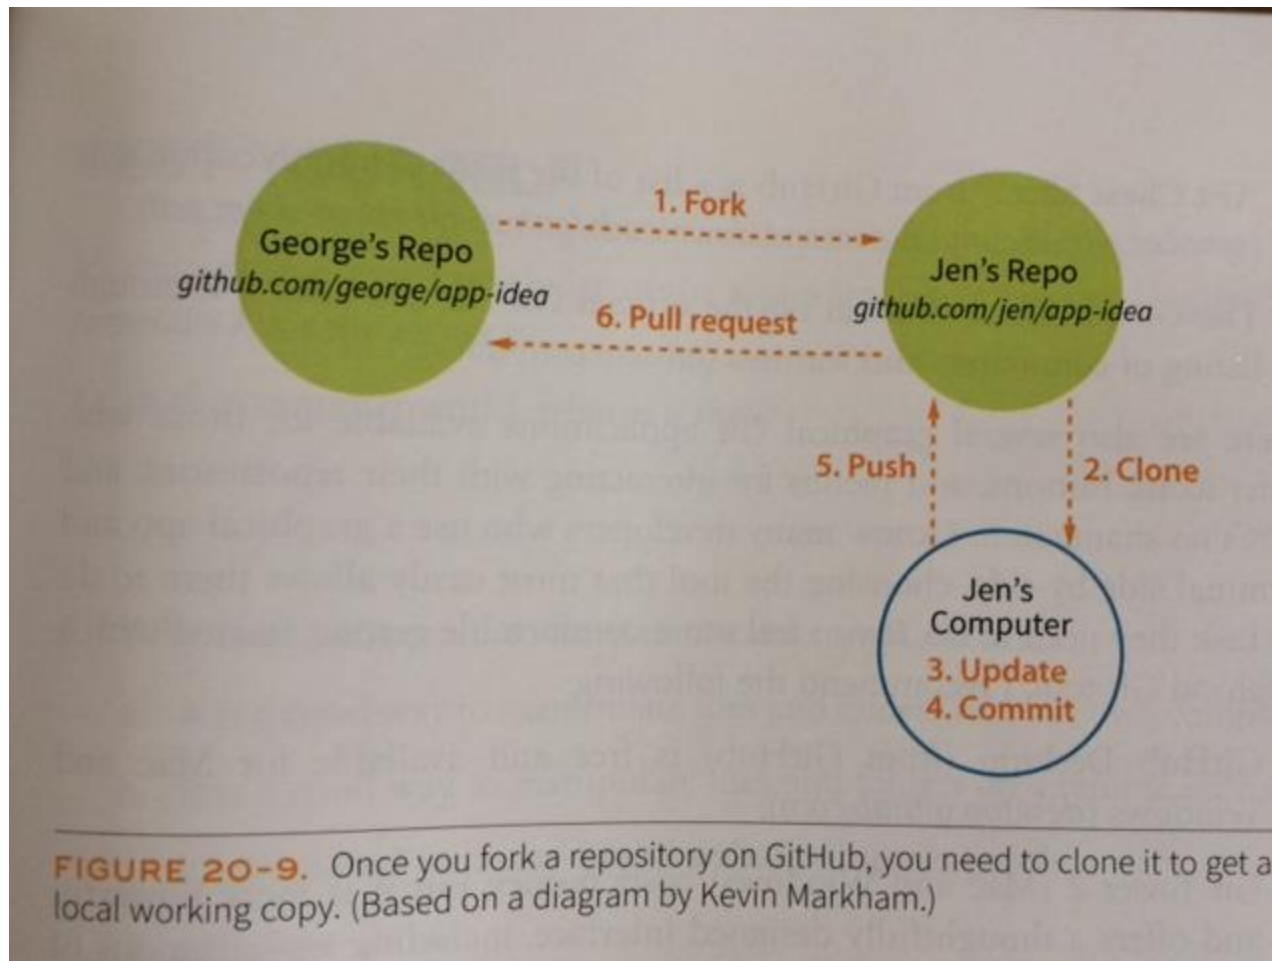 1. Fork
George's Repo
github.com/george/app-idea
Jen's Repo
github.com/jen/app-idea
6. Pull request
5. Push
2. Clone
Jen's
Computer
3. Update
4. Commit
FIGURE 20-9. Once you fork a repository on GitHub, you need to clone it to get a
local working copy. (Based on a diagram by Kevin Markham.)